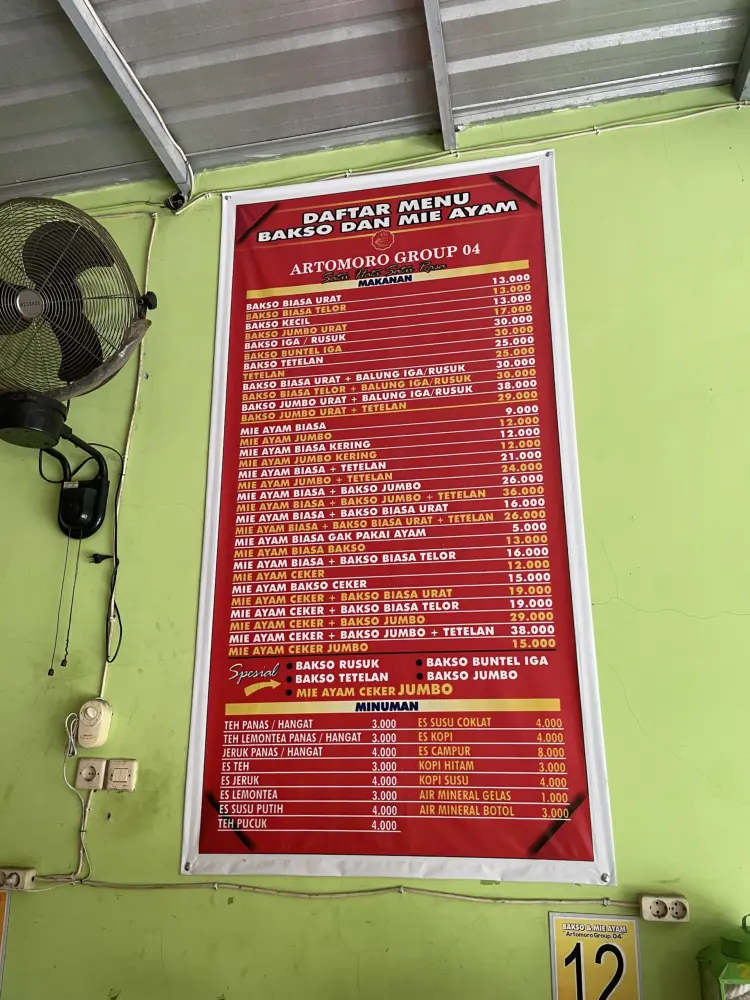 DAFTAR MENU
BAKSO DAN MIE AYAM
ARTOMORO GROUP 04
Satu Hati Satu Rasa
MAKANAN
BAKSO BIASA URAT 13.000
BAKSO BIASA TELOR 13.000
BAKSO KECIL 13.000
BAKSO JUMBO URAT 17.000
BAKSO IGA / RUSUK 30.000
BAKSO BUNTEL IGA 30.000
BAKSO TETELAN 25.000
TETELAN 25.000
BAKSO BIASA URAT + BALUNG IGA/RUSUK 30.000
BAKSO BIASA TELOR + BALUNG IGA/RUSUK 30.000
BAKSO JUMBO URAT + BALUNG IGA/RUSUK 38.000
BAKSO JUMBO URAT + TETELAN 29.000
MIE AYAM BIASA 9.000
MIE AYAM JUMBO 12.000
MIE AYAM BIASA KERING 12.000
MIE AYAM JUMBO KERING 12.000
MIE AYAM BIASA + TETELAN 21.000
MIE AYAM JUMBO + TETELAN 24.000
MIE AYAM BIASA + BAKSO JUMBO 26.000
MIE AYAM BIASA + BAKSO JUMBO + TETELAN 36.000
MIE AYAM BIASA + BAKSO BIASA URAT 16.000
MIE AYAM BIASA + BAKSO BIASA URAT + TETELAN 26.000
MIE AYAM BIASA GAK PAKAI AYAM 5.000
MIE AYAM BIASA BAKSO 13.000
MIE AYAM BIASA + BAKSO BIASA TELOR 16.000
MIE AYAM CEKER 12.000
MIE AYAM BAKSO CEKER 15.000
MIE AYAM CEKER + BAKSO BIASA URAT 19.000
MIE AYAM CEKER + BAKSO BIASA TELOR 19.000
MIE AYAM CEKER + BAKSO JUMBO 29.000
MIE AYAM CEKER + BAKSO JUMBO + TETELAN 38.000
MIE AYAM CEKER JUMBO 15.000
Spesial
• BAKSO RUSUK • BAKSO BUNTEL IGA
• BAKSO TETELAN • BAKSO JUMBO
• MIE AYAM CEKER JUMBO
MINUMAN
TEH PANAS / HANGAT 3.000
TEH LEMONTEA PANAS / HANGAT 3.000
JERUK PANAS / HANGAT 4.000
ES TEH 3.000
ES JERUK 4.000
ES LEMONTEA 3.000
ES SUSU PUTIH 4.000
TEH PUCUK 4.000
ES SUSU COKLAT 4.000
ES KOPI 4.000
ES CAMPUR 8.000
KOPI HITAM 3.000
KOPI SUSU 4.000
AIR MINERAL GELAS 1.000
AIR MINERAL BOTOL 3.000
BAKSO & MIE AYAM
"Artomoro Group. 04"
12